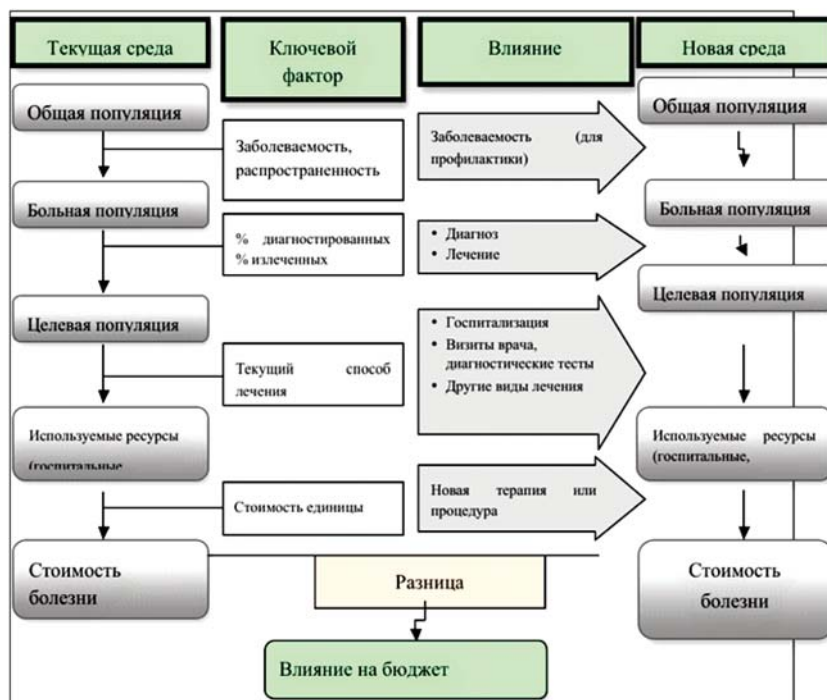 Текущая среда
Ключевой
фактор
Влияние
Новая среда
Общая популяция
Заболеваемость,
распространенность
Заболеваемость (для
профилактики)
Общая популяция
Больная популяция
% диагностированных
% излеченных
• Диагноз
• Лечение
Больная популяция
Целевая популяция
Текущий способ
лечения
• Госпитализация
• Визиты врача,
диагностические тесты
• Другие виды лечения
Целевая популяция
Используемые ресурсы
(госпитальные,
Стоимость единицы
Новая терапия или
процедура
Используемые ресурсы
(госпитальные,
Стоимость
болезни
Разница
Стоимость
болезни
Влияние на бюджет